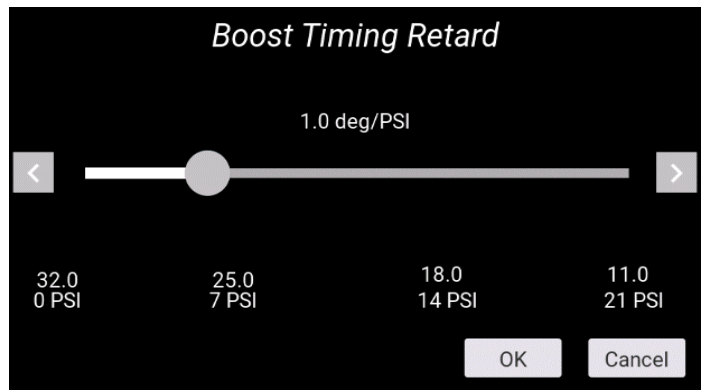 Boost Timing Retard
1.0 deg/PSI
32.0 25.0 18.0 11.0
0 PSI 7 PSI 14 PSI 21 PSI
OK Cancel